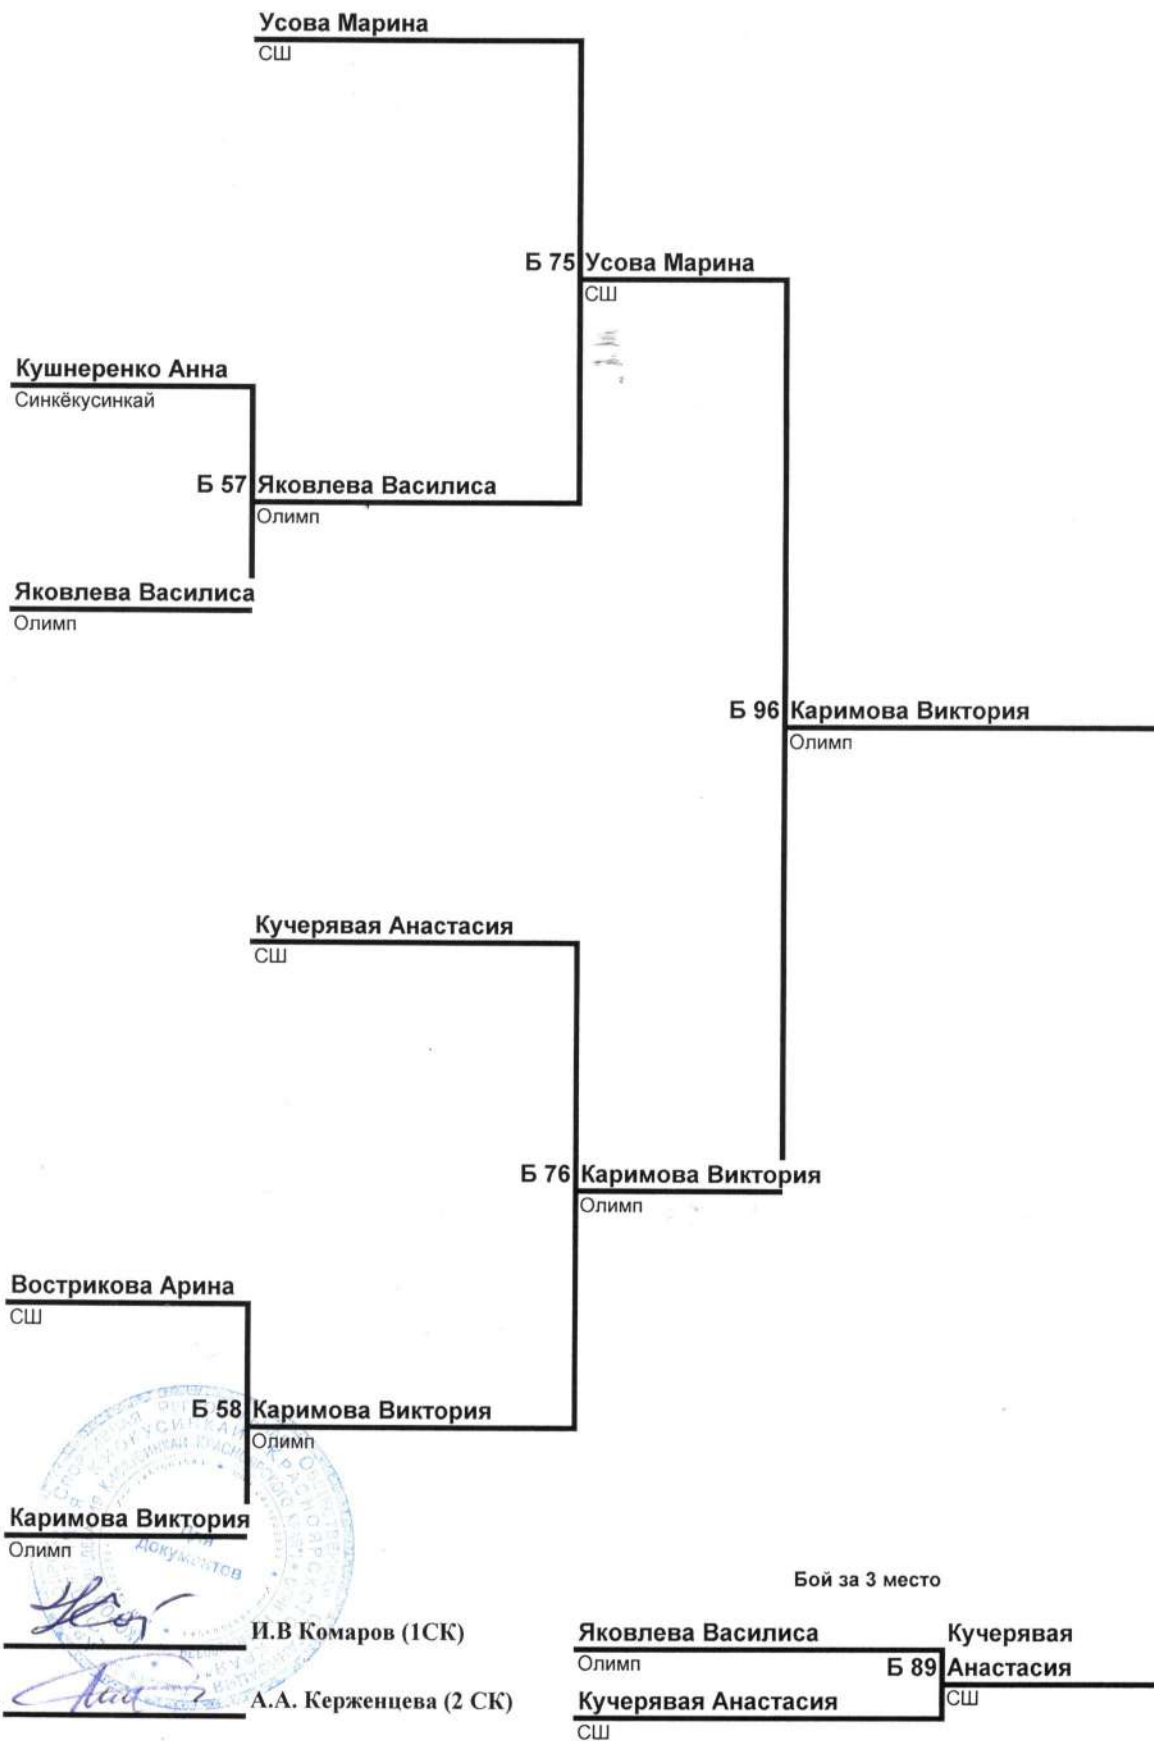 Усова Марина
СШ
Б 75 Усова Марина
СШ
Кушнеренко Анна
Синкёкусинкай
Б 57 Яковлева Василиса
Олимп
Яковлева Василиса
Олимп
Б 96 Каримова Виктория
Олимп
Кучерявая Анастасия
СШ
Б 76 Каримова Виктория
Олимп
Вострикова Арина
СШ
Б 58 Каримова Виктория
Олимп
Каримова Виктория
Олимп
Для
документов
И.В Комаров (1СК)
А.А. Керженцева (2 СК)
Бой за 3 место
Яковлева Василиса
Олимп
Кучерявая Анастасия
СШ
Б 89
Кучерявая
Анастасия
СШ